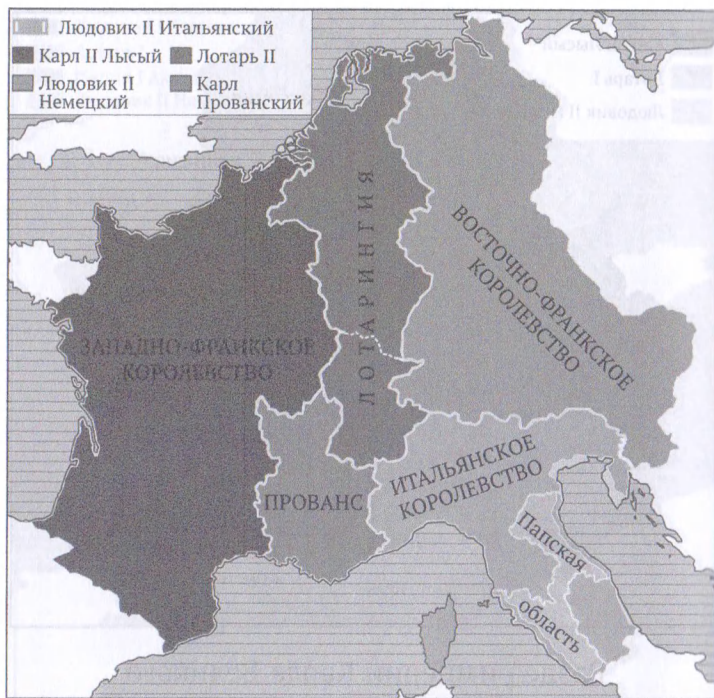 Людовик II Итальянский
Карл II Лысый
Лотарь II
Людовик II
Немецкий
Карл
Прованский
ЛОТАРИНГИЯ
ВОСТОЧНО-ФРАНКСКОЕ
КОРОЛЕВСТВО
ЗАПАДНО-ФРАНКСКОЕ
КОРОЛЕВСТВО
ИТАЛЬЯНСКОЕ
КОРОЛЕВСТВО
ПРОВАНС
Папская
область